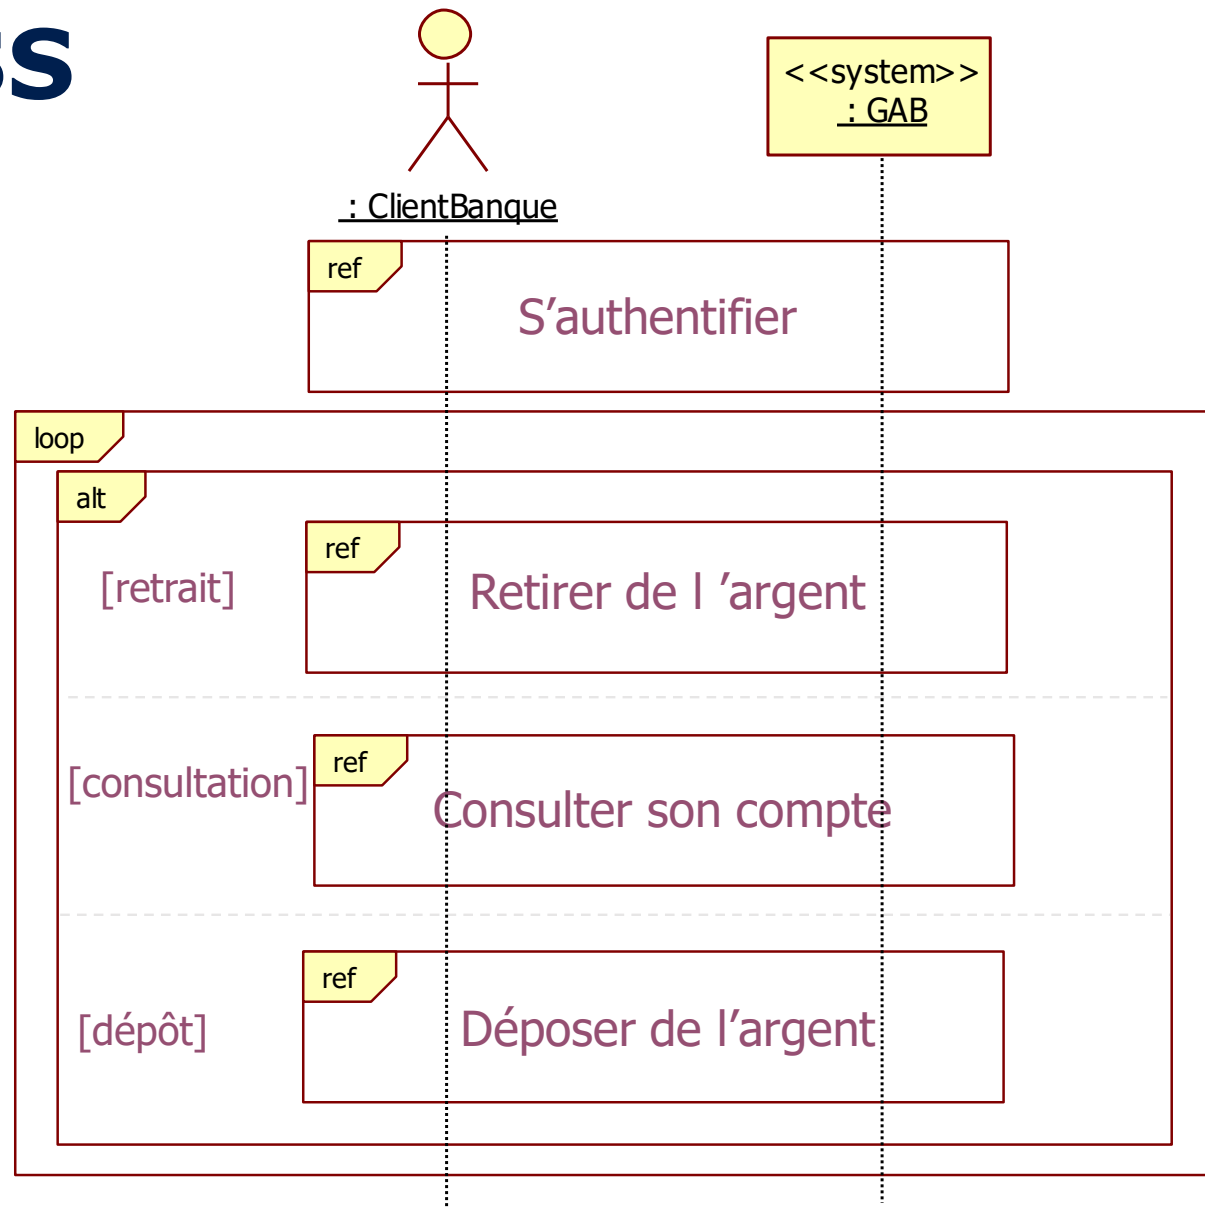 ss
<<system>>
: GAB
: ClientBanque
ref
S’authentifier
loop
alt
ref
[retrait]
Retirer de l ’argent
ref
[consultation]
Consulter son compte
ref
[dépôt]
Déposer de l’argent